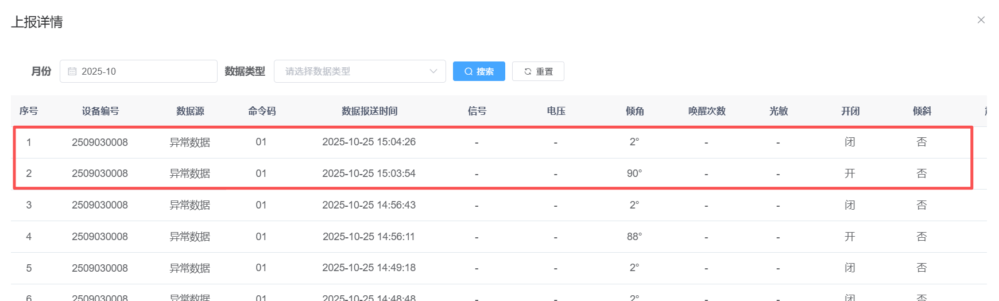 上报详情
月份 2025-10 数据类型 请选择数据类型 搜索 重置
序号 设备编号 数据源 命令码 数据报送时间 信号 电压 倾角 唤醒次数 光敏 开闭 倾斜
1 2509030008 异常数据 01 2025-10-25 15:04:26 - - 2° - - 闭 否
2 2509030008 异常数据 01 2025-10-25 15:03:54 - - 90° - - 开 否
3 2509030008 异常数据 01 2025-10-25 14:56:43 - - 2° - - 闭 否
4 2509030008 异常数据 01 2025-10-25 14:56:11 - - 88° - - 开 否
5 2509030008 异常数据 01 2025-10-25 14:49:18 - - 2° - - 闭 否
6 2509030008 异常数据 01 2025-10-25 14:48:48 - - 2° - - 闭 否